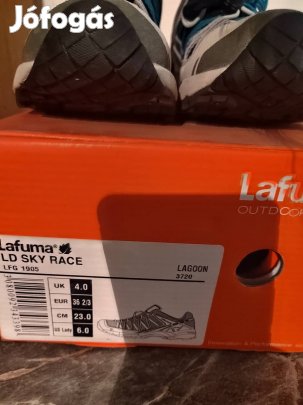 Jófogás
Lafuma®
LD SKY RACE
LFG 1905
LAGOON
3720
UK 4.0
EUR 36 2/3
CM 23.0
US Lady 6.0
Lafu
OUTDOOR